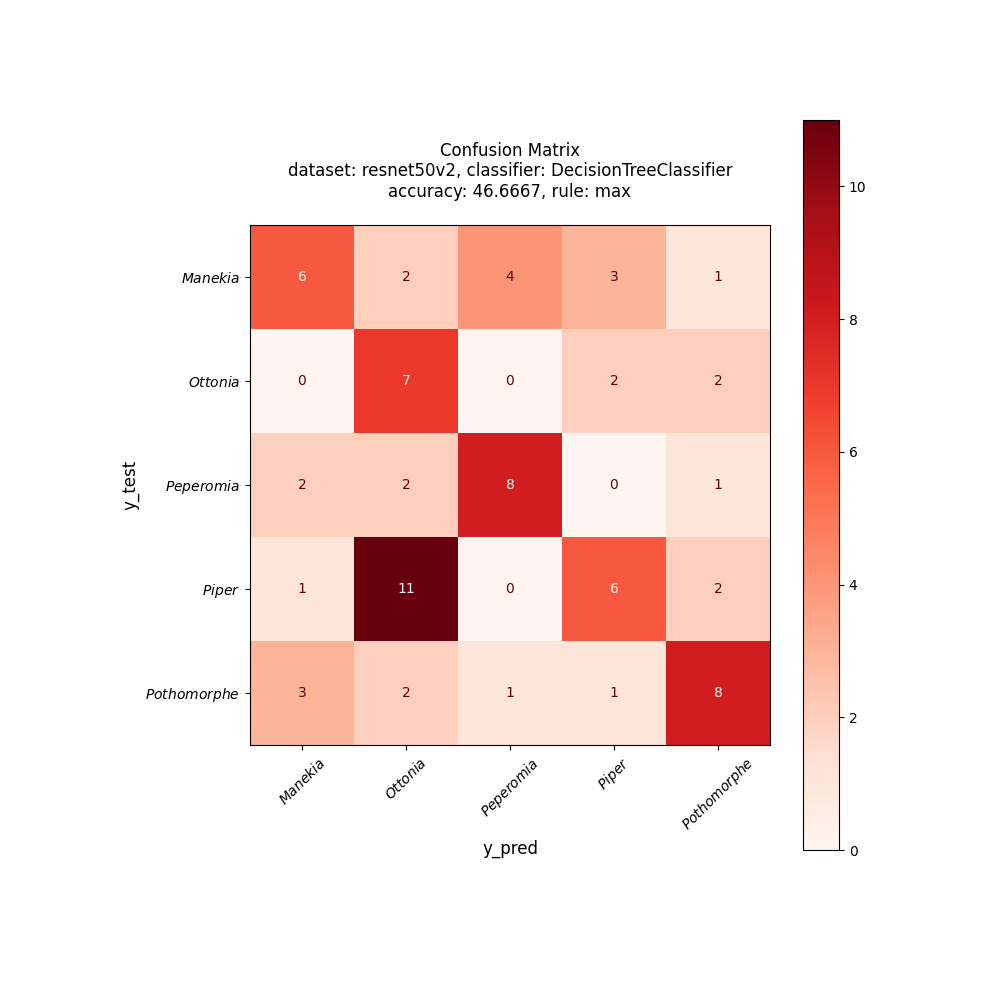 Confusion Matrix
dataset: resnet50v2, classifier: DecisionTreeClassifier
accuracy: 46.6667, rule: max
Manekia 6 2 4 3 1
Ottonia 0 7 0 2 2
Peperomia 2 2 8 0 1
Piper 1 11 0 6 2
Pothomorphe 3 2 1 1 8
y_test
Manekia Ottonia Peperomia Piper Pothomorphe
y_pred
10
8
6
4
2
0